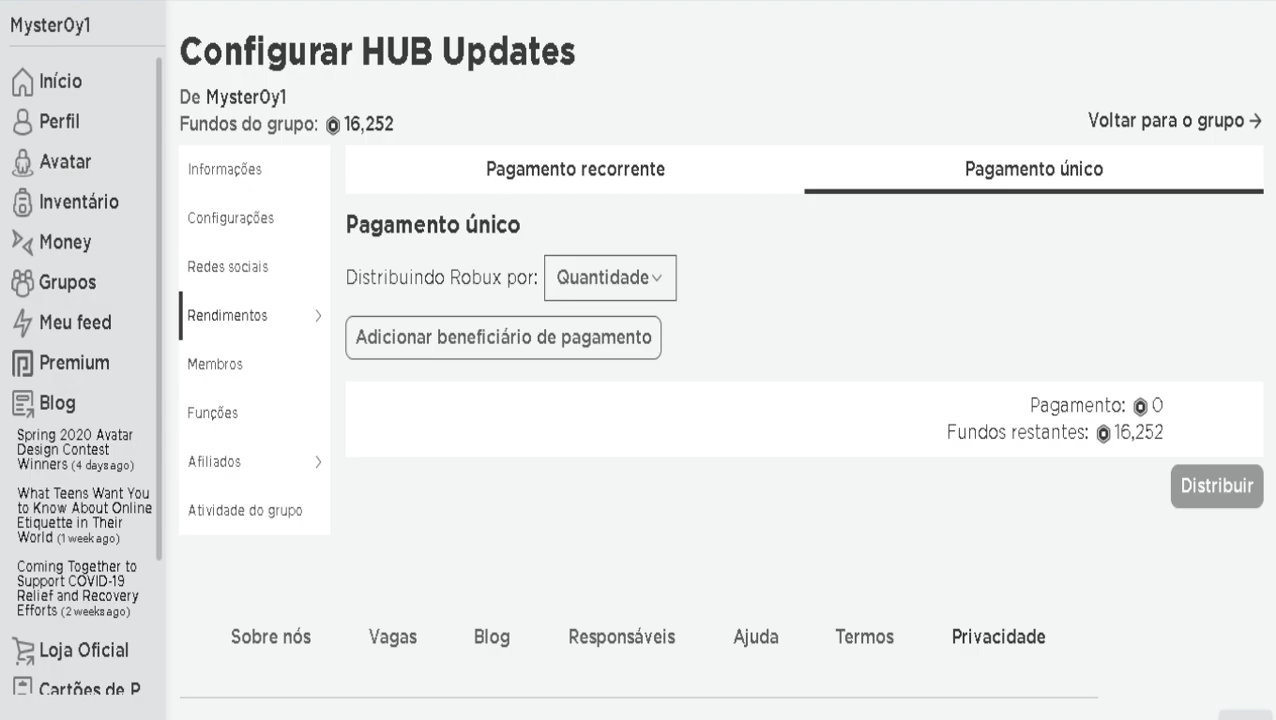 MysterOy1
Início
Perfil
Avatar
Inventário
Money
Grupos
Meu feed
Premium
Blog
Spring 2020 Avatar
Design Contest
Winners (4 days ago)
What Teens Want You
to Know About Online
Etiquette in Their
World (1 week ago)
Coming Together to
Support COVID-19
Relief and Recovery
Efforts (2 weeks ago)
Loja Oficial
Cartões de P
Configurar HUB Updates
De MysterOy1
Fundos do grupo: 16,252
Voltar para o grupo →
Informações
Configurações
Redes sociais
Rendimentos
Membros
Funções
Afiliados
Atividade do grupo
Pagamento recorrente
Pagamento único
Pagamento único
Distribuindo Robux por: Quantidade
Adicionar beneficiário de pagamento
Pagamento: 0
Fundos restantes: 16,252
Distribuir
Sobre nós
Vagas
Blog
Responsáveis
Ajuda
Termos
Privacidade